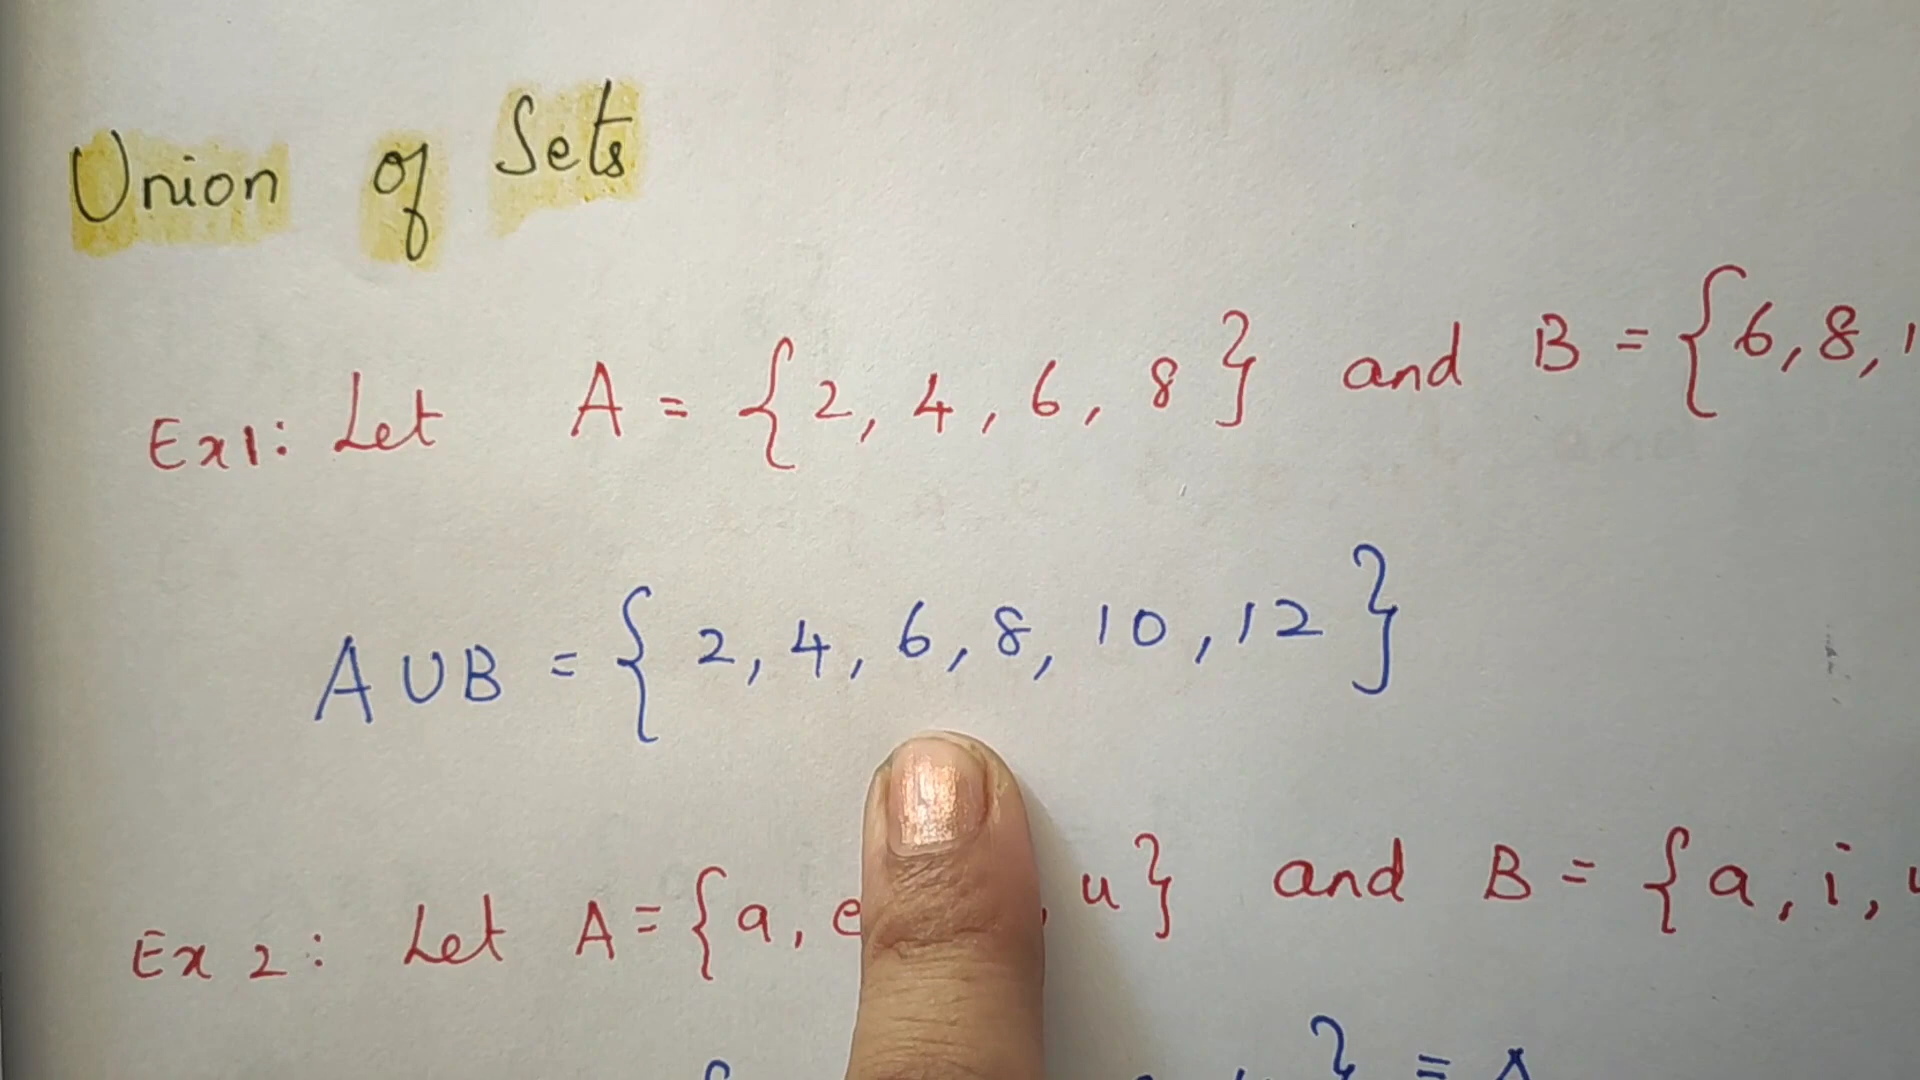 Union of Sets
Ex1: Let A = {2, 4, 6, 8} and B = {6, 8, 1
A∪B = {2, 4, 6, 8, 10, 12}
Ex 2: Let A = {a, e , u} and B = {a, i,
} = A